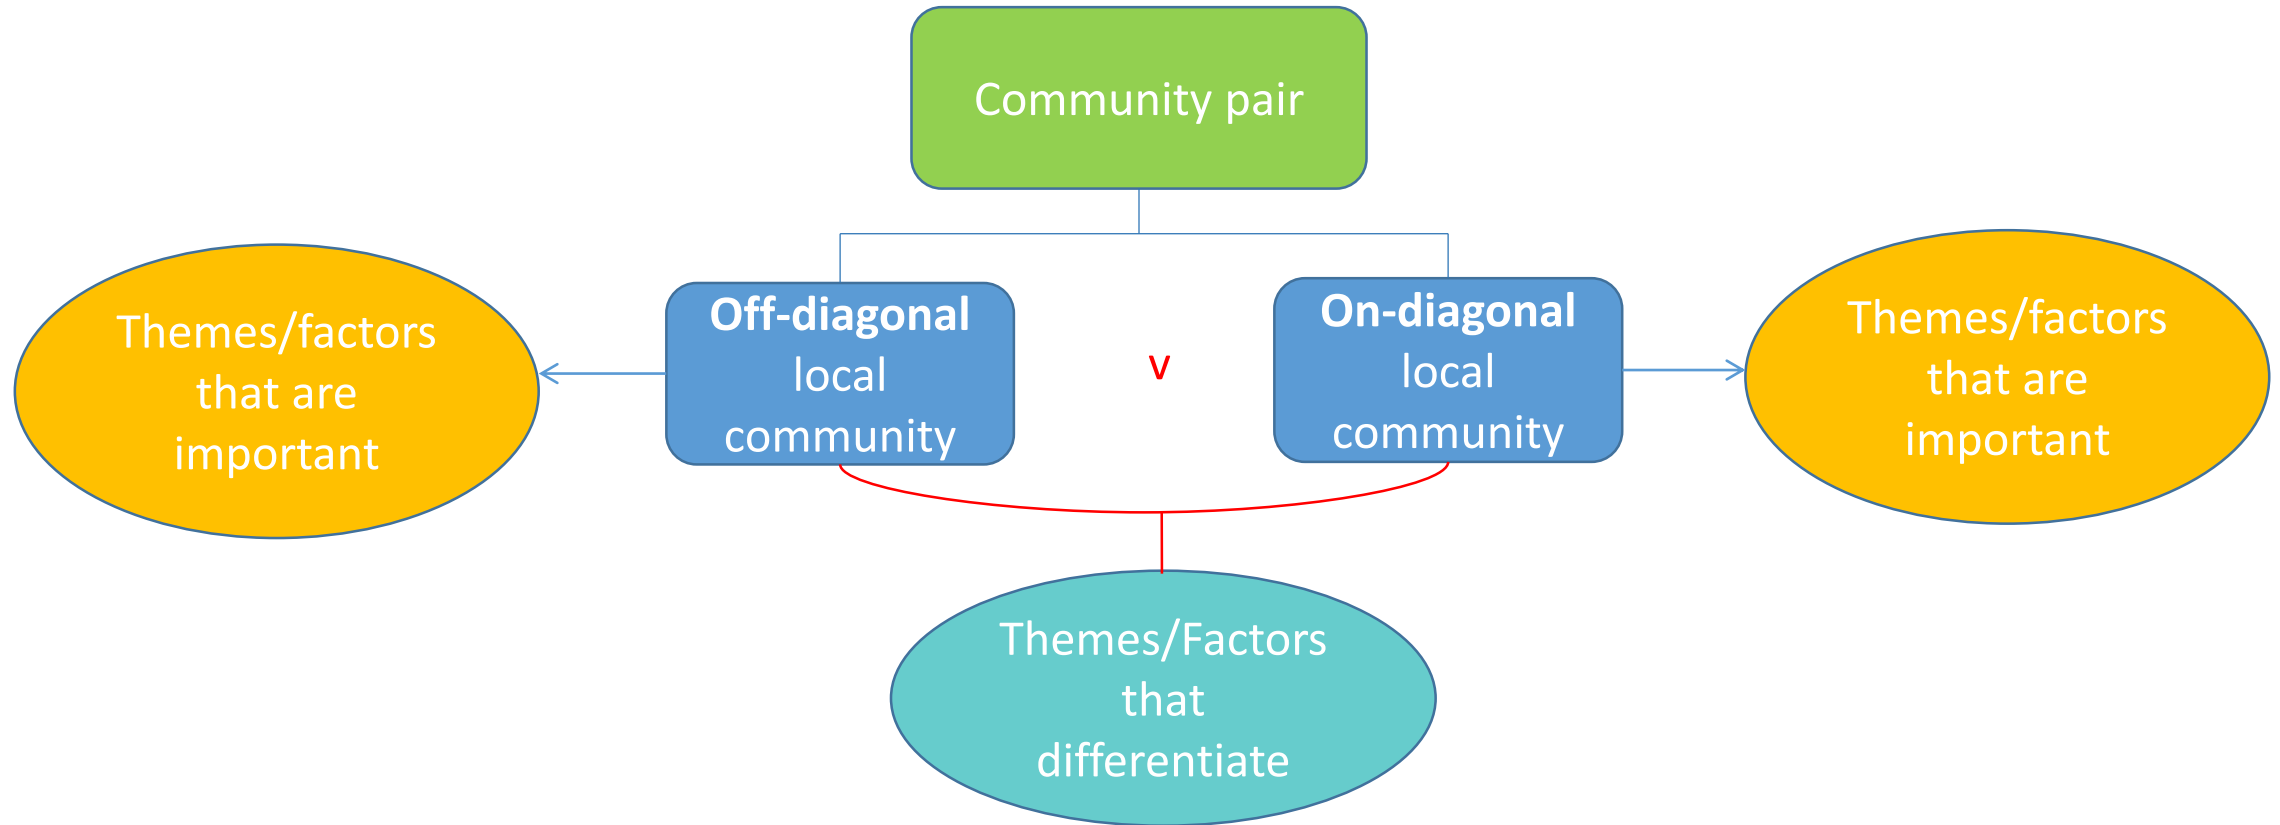 Community pair
Themes/factors
that are
important
Off-diagonal
local
community
v
On-diagonal
local
community
Themes/factors
that are
important
Themes/Factors
that
differentiate